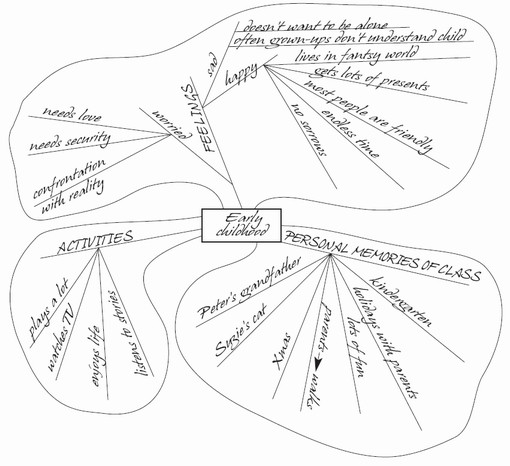 doesn't want to be alone
often grown-ups don't understand child
sad
lives in fantsy world
happy
gets lots of presents
most people are friendly
endless time
no sorrows
FEELINGS
worried
needs love
needs security
confrontation
with reality
Early
childhood
ACTIVITIES
plays a lot
watches TV
enjoys life
listens to stories
PERSONAL MEMORIES OF CLASS
Peter's grandfather
Suzie's cat
Xmas
parents - walks
lots of fun
holidays with parents
kindergarten